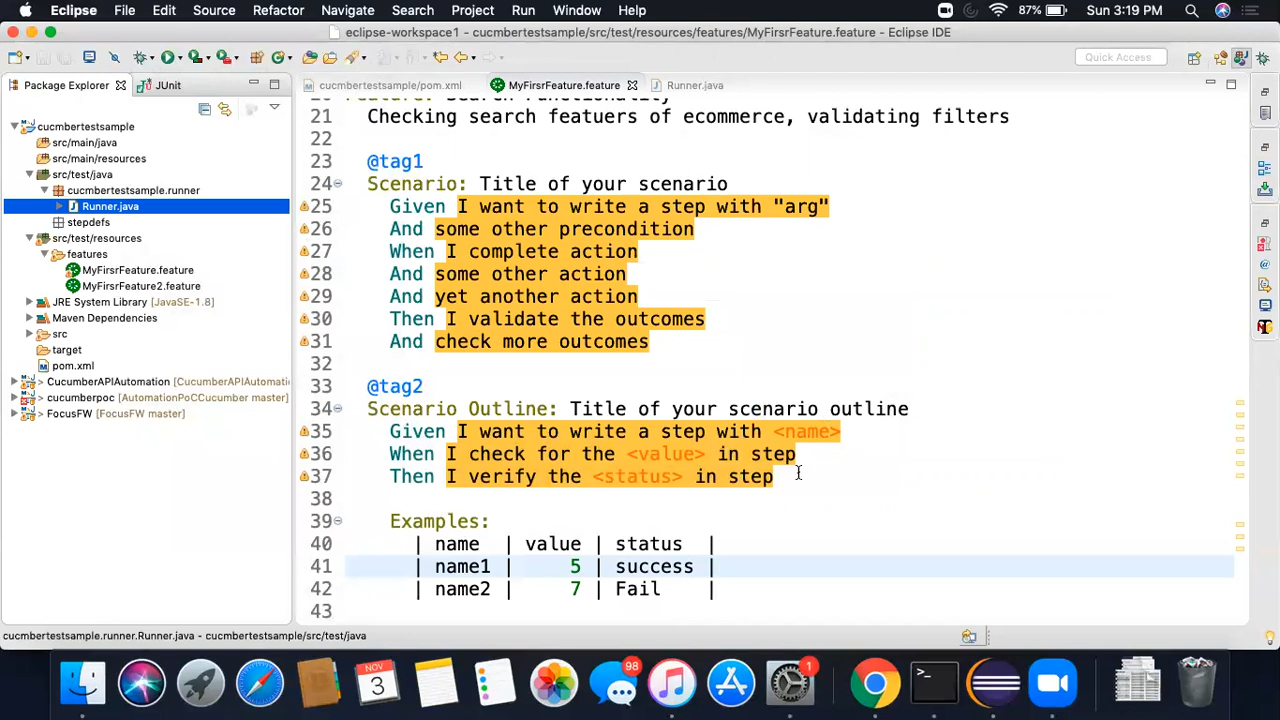 Eclipse File Edit Source Refactor Navigate Search Project Run Window Help 87% Sun 3:19 PM
eclipse-workspace1 - cucmbertestsample/src/test/resources/features/MyFirsrFeature.feature - Eclipse IDE
Quick Access
Package Explorer JUnit
cucmbertestsample/pom.xml MyFirsrFeature.feature Runner.java
cucmbertestsample
src/main/java
src/main/resources
src/test/java
cucmbertestsample.runner
Runner.java
stepdefs
src/test/resources
features
MyFirsrFeature.feature
MyFirsrFeature2.feature
JRE System Library [JavaSE-1.8]
Maven Dependencies
src
target
pom.xml
> CucumberAPIAutomation [CucumberAPIAutomati
> cucumberpoc [AutomationPoCCucumber master]
> FocusFW [FocusFW master]
20 Feature: Search Functionality
21 Checking search featuers of ecommerce, validating filters
22
23 @tag1
24 Scenario: Title of your scenario
25 Given I want to write a step with "arg"
26 And some other precondition
27 When I complete action
28 And some other action
29 And yet another action
30 Then I validate the outcomes
31 And check more outcomes
32
33 @tag2
34 Scenario Outline: Title of your scenario outline
35 Given I want to write a step with <name>
36 When I check for the <value> in step
37 Then I verify the <status> in step
38
39 Examples:
40 | name | value | status |
41 | name1 | 5 | success |
42 | name2 | 7 | Fail |
43
cucmbertestsample.runner.Runner.java - cucmbertestsample/src/test/java
NOV
3
98
1